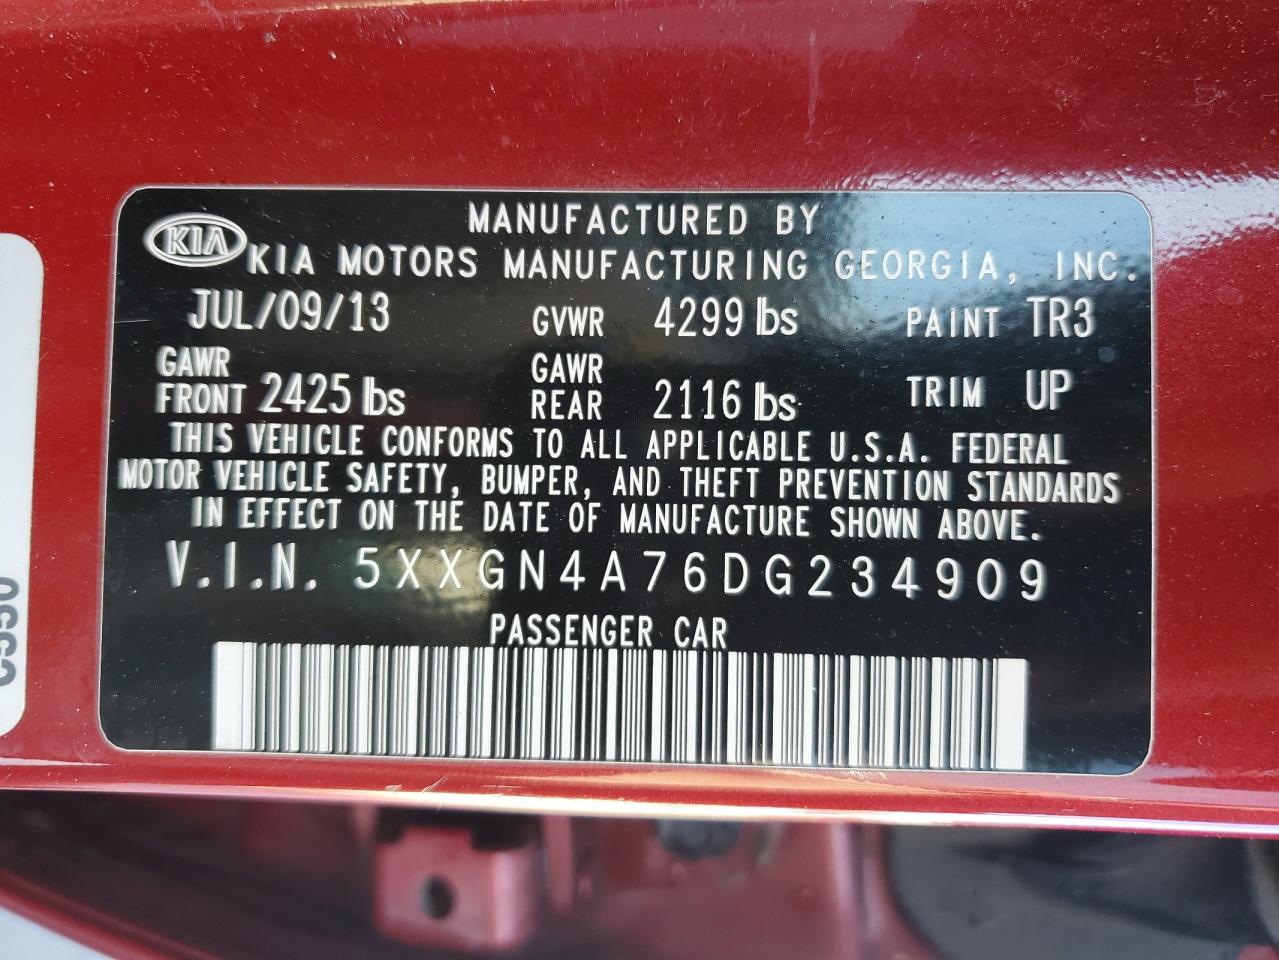 MANUFACTURED BY
KIA
KIA MOTORS MANUFACTURING GEORGIA, INC.
JUL/09/13 GVWR 4299 lbs PAINT TR3
GAWR FRONT 2425 lbs GAWR REAR 2116 lbs TRIM UP
THIS VEHICLE CONFORMS TO ALL APPLICABLE U.S.A. FEDERAL
MOTOR VEHICLE SAFETY, BUMPER, AND THEFT PREVENTION STANDARDS
IN EFFECT ON THE DATE OF MANUFACTURE SHOWN ABOVE.
V.I.N. 5XXGN4A76DG234909
PASSENGER CAR